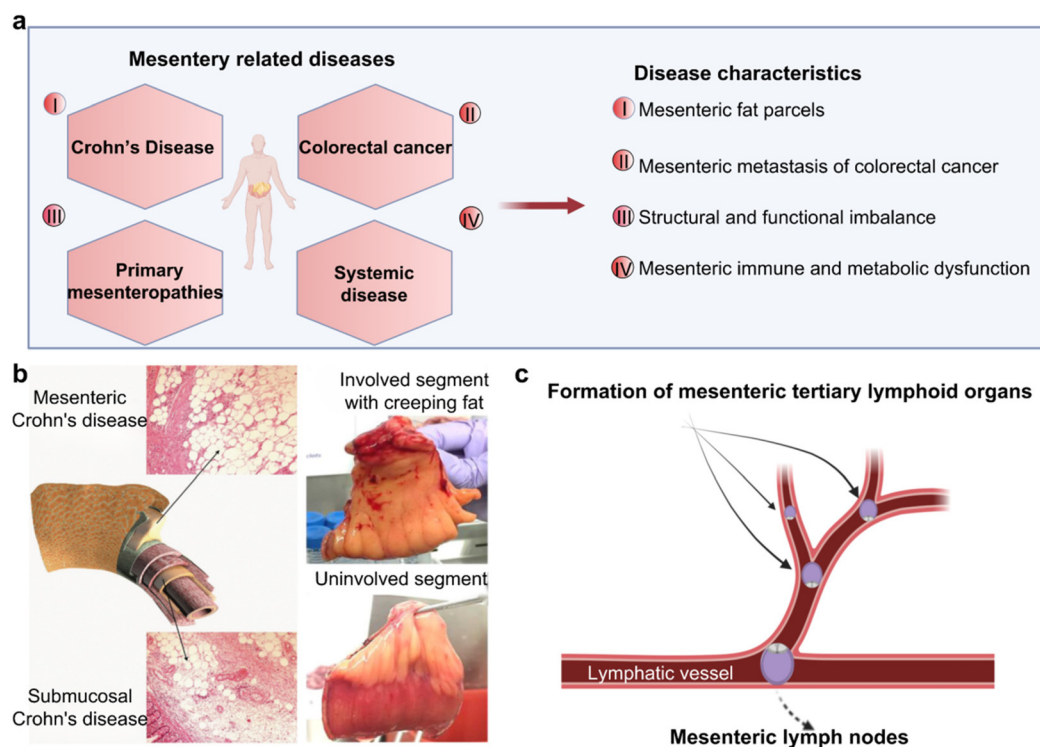 a
Mesentery related diseases
I
Crohn's Disease
II
Colorectal cancer
III
Primary
mesenteropathies
IV
Systemic
disease
Disease characteristics
I Mesenteric fat parcels
II Mesenteric metastasis of colorectal cancer
III Structural and functional imbalance
IV Mesenteric immune and metabolic dysfunction
b
Mesenteric
Crohn's disease
Submucosal
Crohn's disease
Involved segment
with creeping fat
Uninvolved segment
c
Formation of mesenteric tertiary lymphoid organs
Lymphatic vessel
Mesenteric lymph nodes